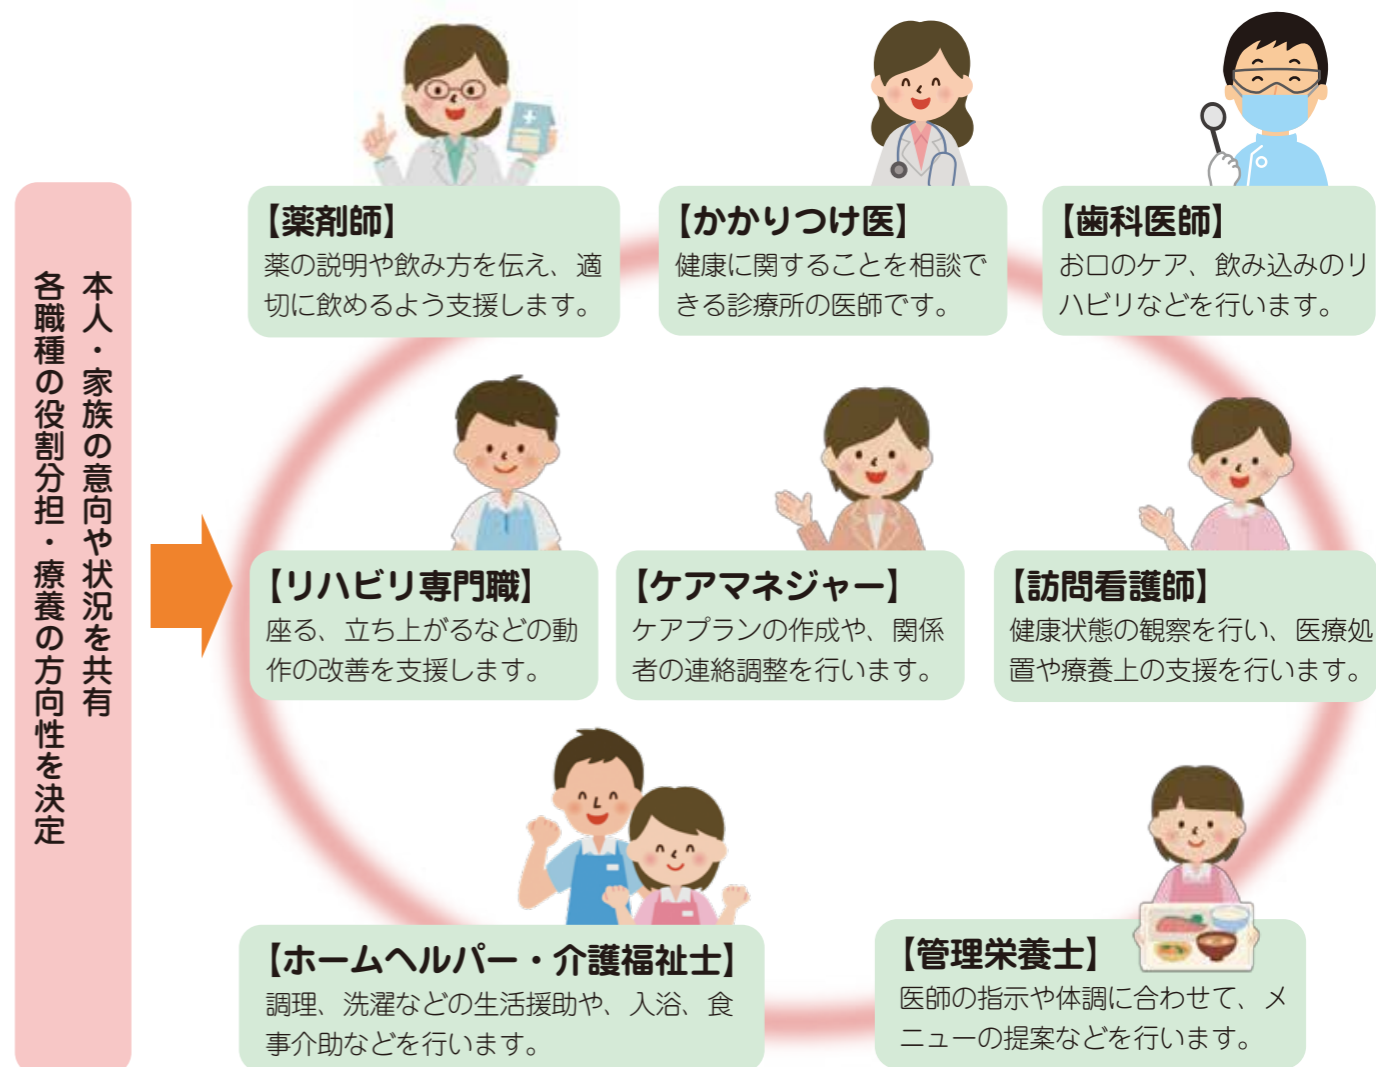 本人・家族の意向や状況を共有
各職種の役割分担・療養の方向性を決定
【薬剤師】
薬の説明や飲み方を伝え、適
切に飲めるよう支援します。
【かかりつけ医】
健康に関することを相談で
きる診療所の医師です。
【歯科医師】
お口のケア、飲み込みのリ
ハビリなどを行います。
【リハビリ専門職】
座る、立ち上がるなどの動
作の改善を支援します。
【ケアマネジャー】
ケアプランの作成や、関係
者の連絡調整を行います。
【訪問看護師】
健康状態の観察を行い、医療処
置や療養上の支援を行います。
【ホームヘルパー・介護福祉士】
調理、洗濯などの生活援助や、入浴、食
事介助などを行います。
【管理栄養士】
医師の指示や体調に合わせて、メ
ニューの提案などを行います。